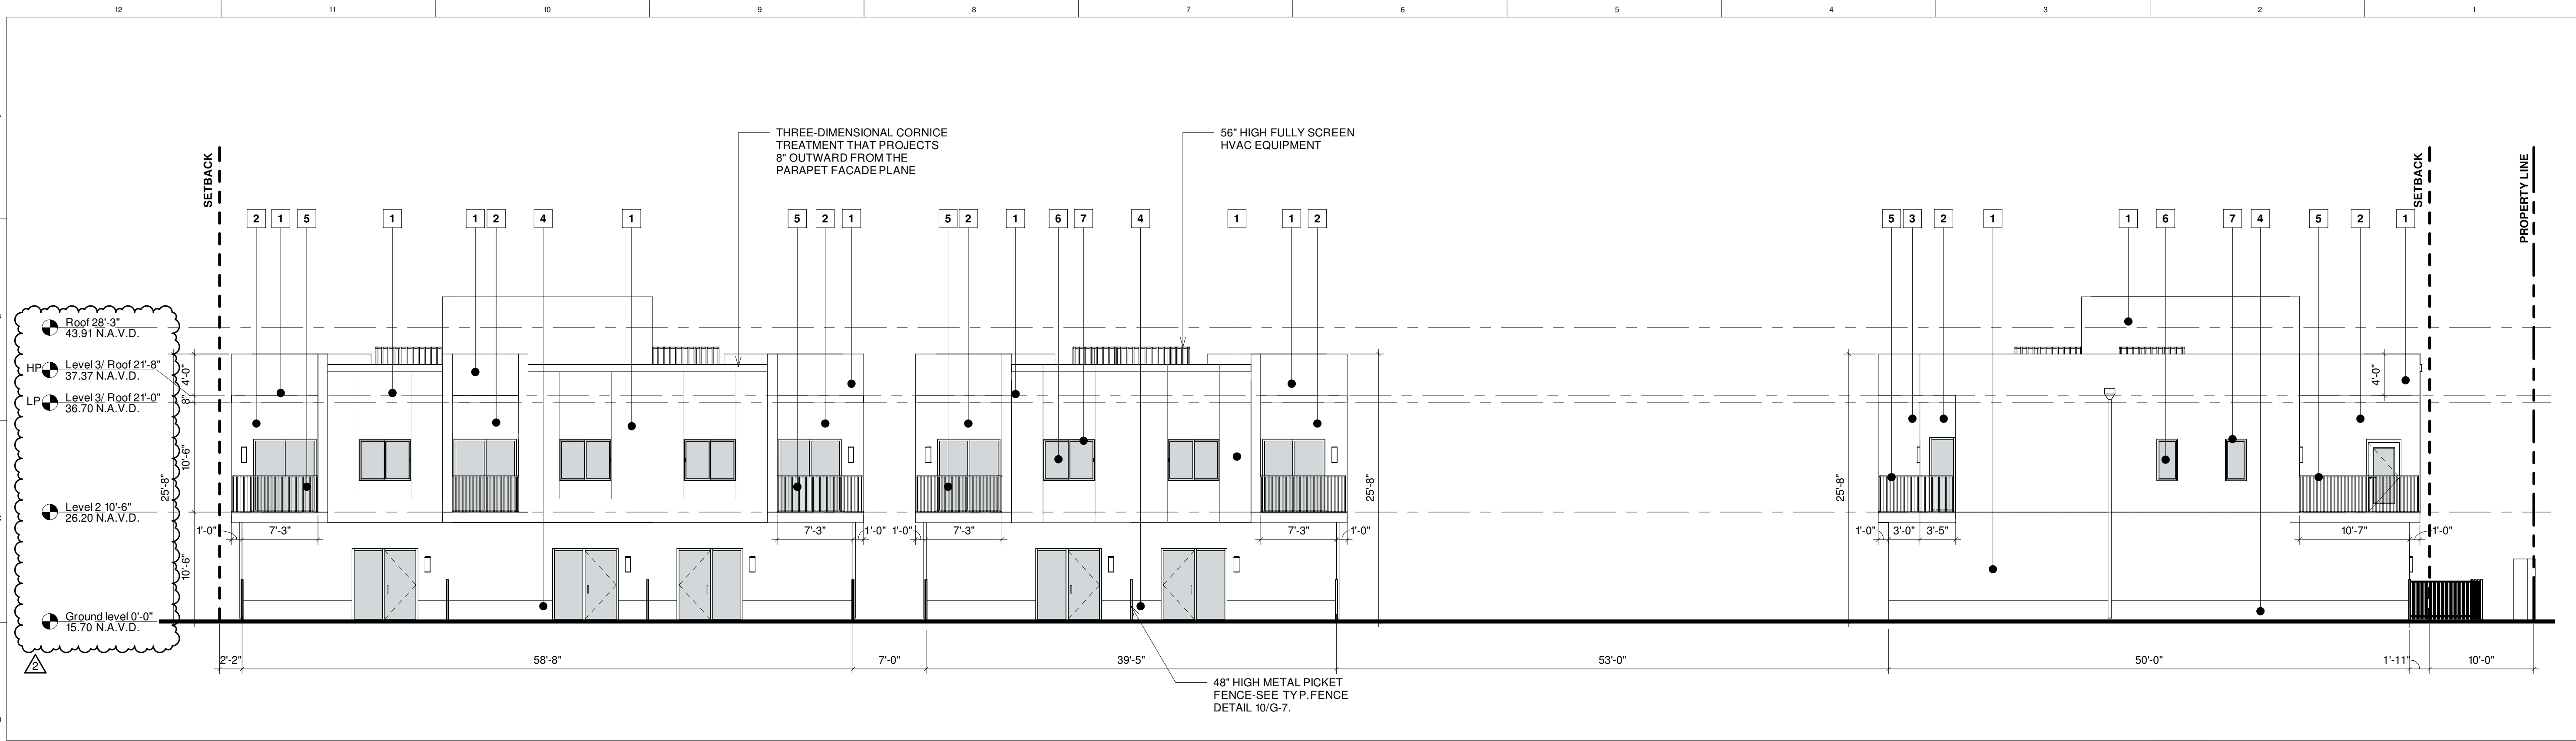 12 11 10 9 8 7 6 5 4 3 2 1
THREE-DIMENSIONAL CORNICE
TREATMENT THAT PROJECTS
8" OUTWARD FROM THE
PARAPET FACADE PLANE
56" HIGH FULLY SCREEN
HVAC EQUIPMENT
SETBACK
SETBACK
PROPERTY LINE
2 1 5 1 1 2 4 1 5 2 1 5 2 1 6 7 4 1 1 2 5 3 2 1 1 6 7 4 5 2 1
Roof 28'-3"
43.91 N.A.V.D.
HP
Level 3/ Roof 21'-8"
37.37 N.A.V.D.
LP
Level 3/ Roof 21'-0"
36.70 N.A.V.D.
Level 2 10'-6"
26.20 N.A.V.D.
Ground level 0'-0"
15.70 N.A.V.D.
2
4'-0"
8"
10'-6"
25'-8"
10'-6"
25'-8"
25'-8"
4'-0"
1'-0" 7'-3" 7'-3" 1'-0" 1'-0" 7'-3" 7'-3" 1'-0" 1'-0" 3'-0" 3'-5" 10'-7" 1'-0"
2'-2" 58'-8" 7'-0" 39'-5" 53'-0" 50'-0" 1'-11" 10'-0"
48" HIGH METAL PICKET
FENCE-SEE TYP.FENCE
DETAIL 10/G-7.